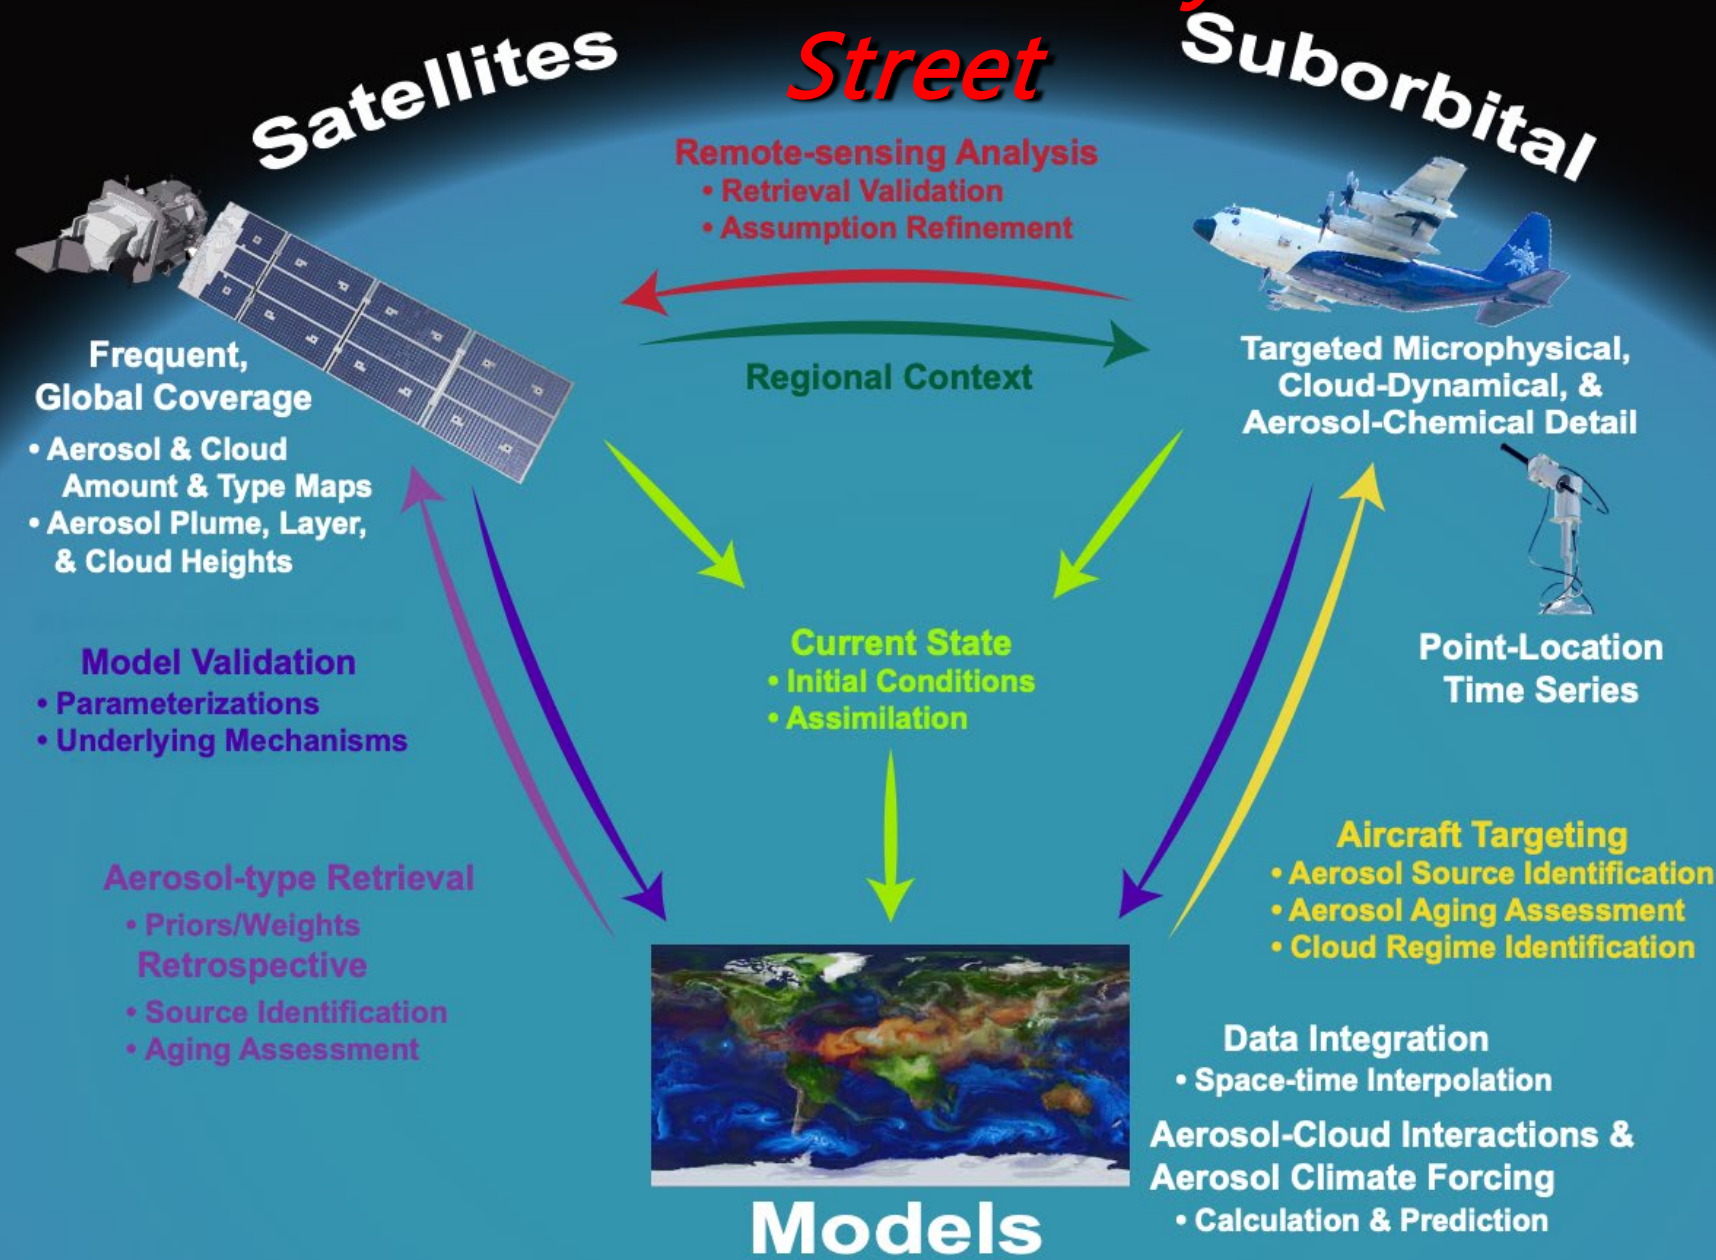 Street
Satellites
Suborbital
Remote-sensing Analysis
• Retrieval Validation
• Assumption Refinement
Regional Context
Frequent,
Global Coverage
• Aerosol & Cloud
Amount & Type Maps
• Aerosol Plume, Layer,
& Cloud Heights
Targeted Microphysical,
Cloud-Dynamical, &
Aerosol-Chemical Detail
Point-Location
Time Series
Current State
• Initial Conditions
• Assimilation
Model Validation
• Parameterizations
• Underlying Mechanisms
Aerosol-type Retrieval
• Priors/Weights
Retrospective
• Source Identification
• Aging Assessment
Aircraft Targeting
• Aerosol Source Identification
• Aerosol Aging Assessment
• Cloud Regime Identification
Data Integration
• Space-time Interpolation
Aerosol-Cloud Interactions &
Aerosol Climate Forcing
• Calculation & Prediction
Models